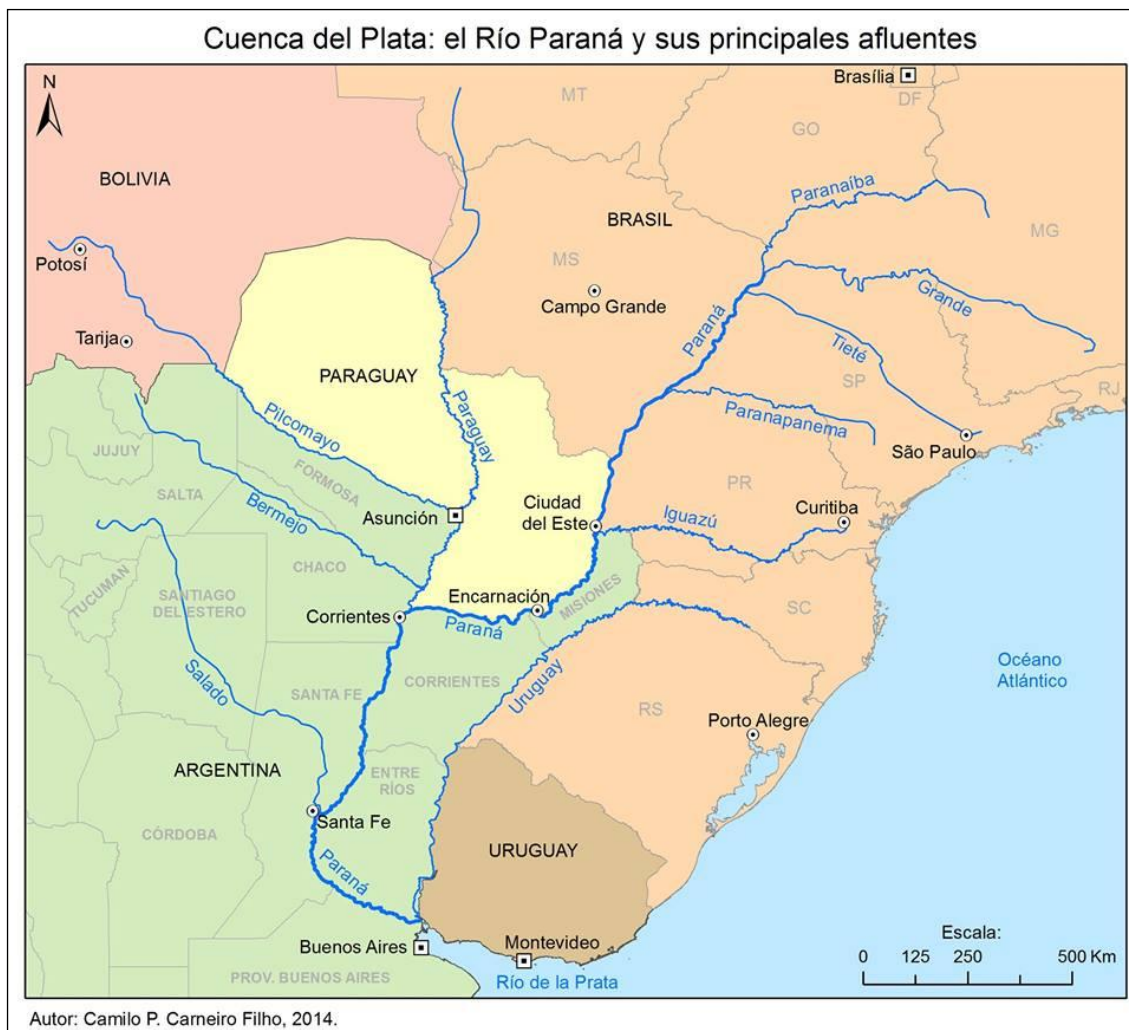 Cuenca del Plata: el Río Paraná y sus principales afluentes
N
Brasília
MT
DF
GO
BOLIVIA
Paranaíba
BRASIL
MG
Potosí
MS
Campo Grande
Grande
Paraná
Tarija
Tieté
PARAGUAY
SP
RJ
Paraguay
Paranapanema
Pilcomayo
São Paulo
JUJUY
FORMOSA
PR
SALTA
Ciudad
del Este
Curitiba
Asunción
Iguazú
Bermejo
CHACO
TUCUMAN
SANTIAGO
DEL ESTERO
Encarnación
MISIONES
SC
Corrientes
Paraná
Océano
Atlántico
Salado
CORRIENTES
SANTA FE
Uruguay
RS
Porto Alegre
ARGENTINA
ENTRE
RÍOS
Santa Fe
CÓRDOBA
URUGUAY
Paraná
Escala:
Buenos Aires
Montevideo
0 125 250 500 Km
PROV. BUENOS AIRES
Río de la Prata
Autor: Camilo P. Carneiro Filho, 2014.